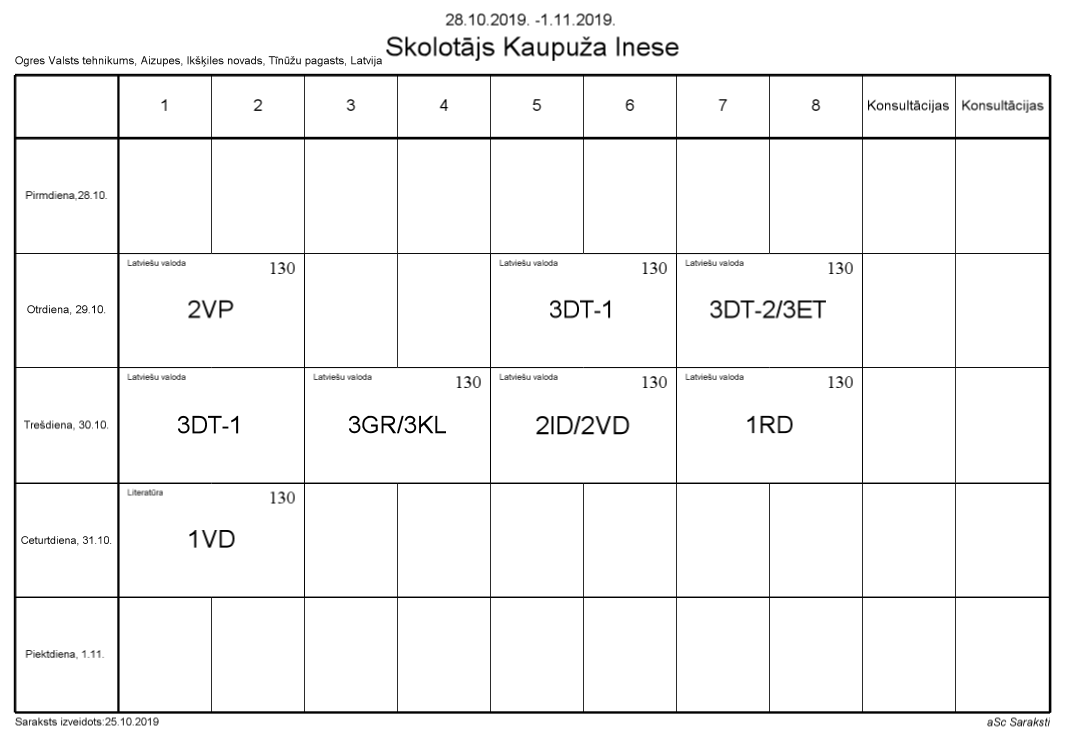 28.10.2019. -1.11.2019.
Skolotājs Kaupuža Inese
Ogres Valsts tehnikums, Aizupes, Ikšķiles novads, Tīnūžu pagasts, Latvija
1 2 3 4 5 6 7 8 Konsultācijas Konsultācijas
Pirmdiena,28.10.
Latviešu valoda 130 Latviešu valoda 130 Latviešu valoda 130
Otrdiena, 29.10. 2VP 3DT-1 3DT-2/3ET
Latviešu valoda Latviešu valoda 130 Latviešu valoda 130 Latviešu valoda 130
Trešdiena, 30.10. 3DT-1 3GR/3KL 2ID/2VD 1RD
Literatūra 130
Ceturtdiena, 31.10. 1VD
Piektdiena, 1.11.
Saraksts izveidots:25.10.2019 aSc Saraksti